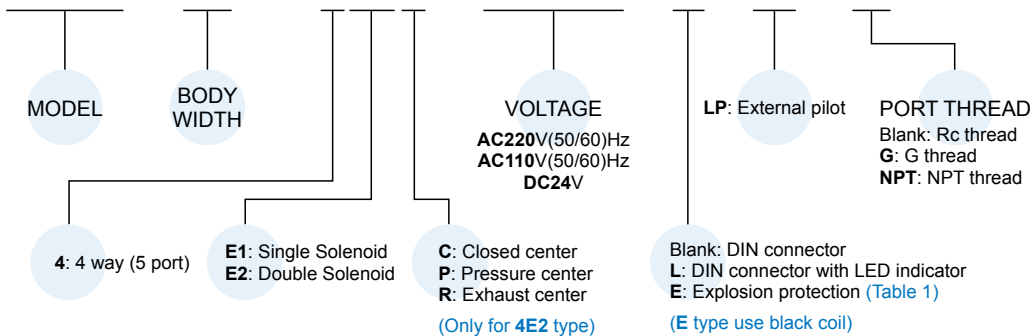 MODEL
BODY
WIDTH
VOLTAGE
AC220V(50/60)Hz
AC110V(50/60)Hz
DC24V
LP: External pilot
PORT THREAD
Blank: Rc thread
G: G thread
NPT: NPT thread
4: 4 way (5 port)
E1: Single Solenoid
E2: Double Solenoid
C: Closed center
P: Pressure center
R: Exhaust center
(Only for 4E2 type)
Blank: DIN connector
L: DIN connector with LED indicator
E: Explosion protection (Table 1)
(E type use black coil)